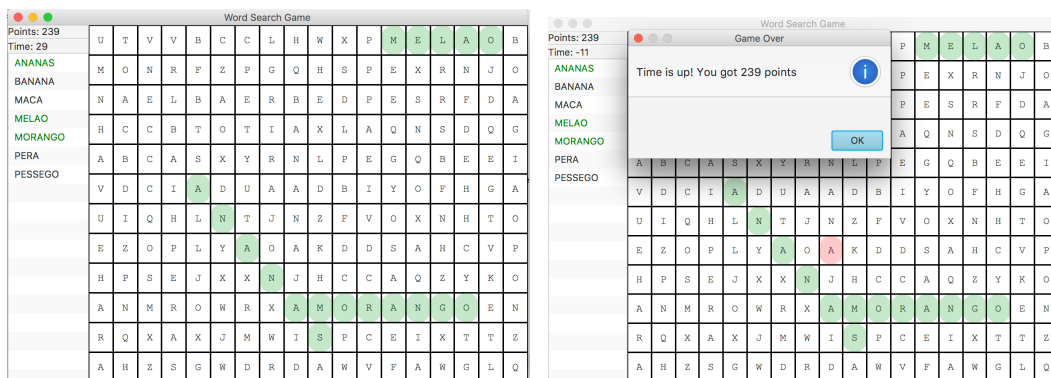 Word Search Game
Points: 239
Time: 29
ANANAS
BANANA
MACA
MELAO
MORANGO
PERA
PESSEGO
U T V V B C C L H W X P M E L A O B
M O N R F Z P G Q H S P E X R N J O
N A E L B A E R B E D P E S R F D A
H C C B T O T I A X L A Q N S D Q G
A B C A S X Y R N L P E G Q B E E I
V D C I A D U A A D B I Y O F H G A
U I Q H L N T J N Z F V O X N H T O
E Z O P L Y A O A K D D S A H C V P
H P S E J X X N J H C C A Q Z Y K O
A N M R O W R X A M O R A N G O E N
R Q X A X J M W I S P C E I X T T Z
A H Z S G W D R D A W V F A W G L Q
Word Search Game
Points: 239
Time: -11
ANANAS
BANANA
MACA
MELAO
MORANGO
PERA
PESSEGO
Game Over
Time is up! You got 239 points
OK
P M E L A O B
P E X R N J O
P E S R F D A
A Q N S D Q G
A B C A S X Y R N L P E G Q B E E I
V D C I A D U A A D B I Y O F H G A
U I Q H L N T J N Z F V O X N H T O
E Z O P L Y A O A K D D S A H C V P
H P S E J X X N J H C C A Q Z Y K O
A N M R O W R X A M O R A N G O E N
R Q X A X J M W I S P C E I X T T Z
A H Z S G W D R D A W V F A W G L Q